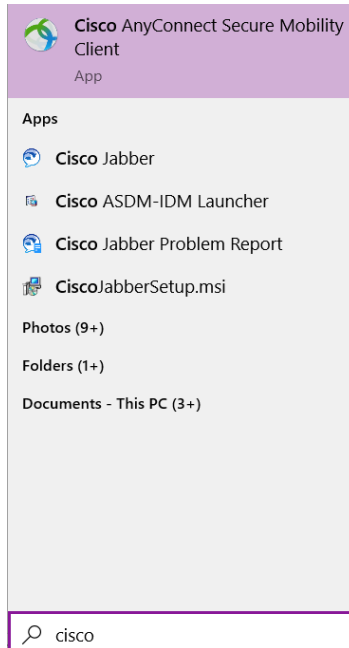 Cisco AnyConnect Secure Mobility
Client
App
Apps
Cisco Jabber
Cisco ASDM-IDM Launcher
Cisco Jabber Problem Report
CiscoJabberSetup.msi
Photos (9+)
Folders (1+)
Documents - This PC (3+)
cisco